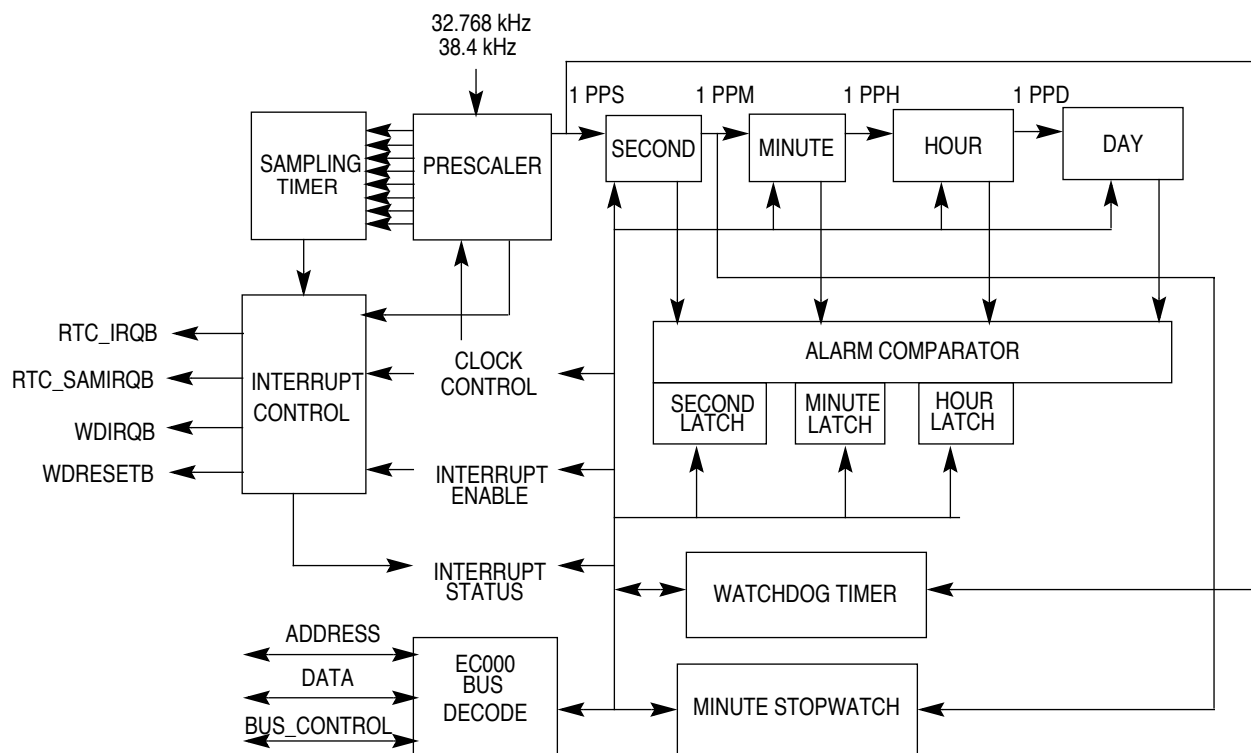 32.768 kHz
38.4 kHz
1 PPS
1 PPM
1 PPH
1 PPD
SAMPLING
TIMER
PRESCALER
SECOND
MINUTE
HOUR
DAY
RTC_IRQB
RTC_SAMIRQB
WDIRQB
WDRESETB
INTERRUPT
CONTROL
CLOCK
CONTROL
ALARM COMPARATOR
SECOND
LATCH
MINUTE
LATCH
HOUR
LATCH
INTERRUPT
ENABLE
INTERRUPT
STATUS
WATCHDOG TIMER
ADDRESS
DATA
BUS_CONTROL
EC000
BUS
DECODE
MINUTE STOPWATCH